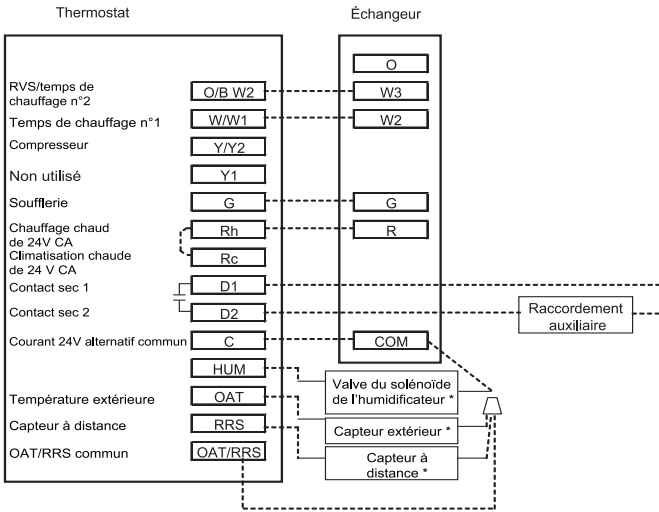 Thermostat
Échangeur
O
RVS/temps de
chauffage n°2
O/B W2
W3
Temps de chauffage n°1
W/W1
W2
Compresseur
Y/Y2
Non utilisé
Y1
Soufflerie
G
G
Chauffage chaud
de 24V CA
Rh
R
Climatisation chaude
de 24 V CA
Rc
Contact sec 1
D1
Contact sec 2
D2
Raccordement
auxiliaire
Courant 24V alternatif commun
C
COM
HUM
Valve du solénoïde
de l'humidificateur *
Température extérieure
OAT
Capteur extérieur *
Capteur à distance
RRS
Capteur à
distance *
OAT/RRS commun
OAT/RRS